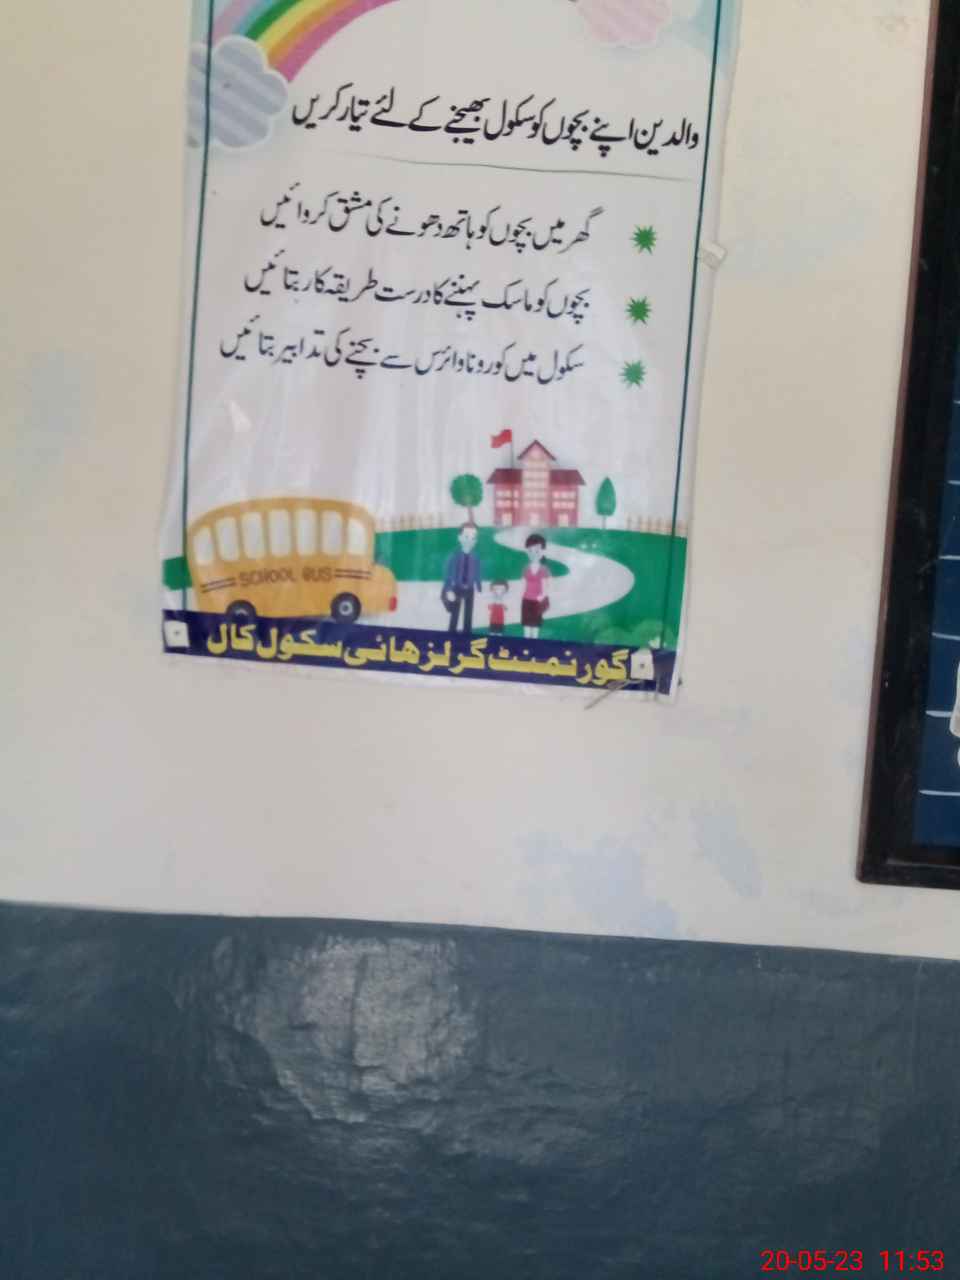 والدین اپنے بچوں کو سکول بھیجنے کے لئے تیار کریں
گھر میں بچوں کو ہاتھ دھونے کی مشق کروائیں
بچوں کو ماسک پہننے کا درست طریقہ کار بتائیں
سکول میں کورونا وائرس سے بچنے کی تدابیر بتائیں
SCHOOL BUS
گورنمنٹ گرلز ہائی سکول کال
20-05-23 11:53